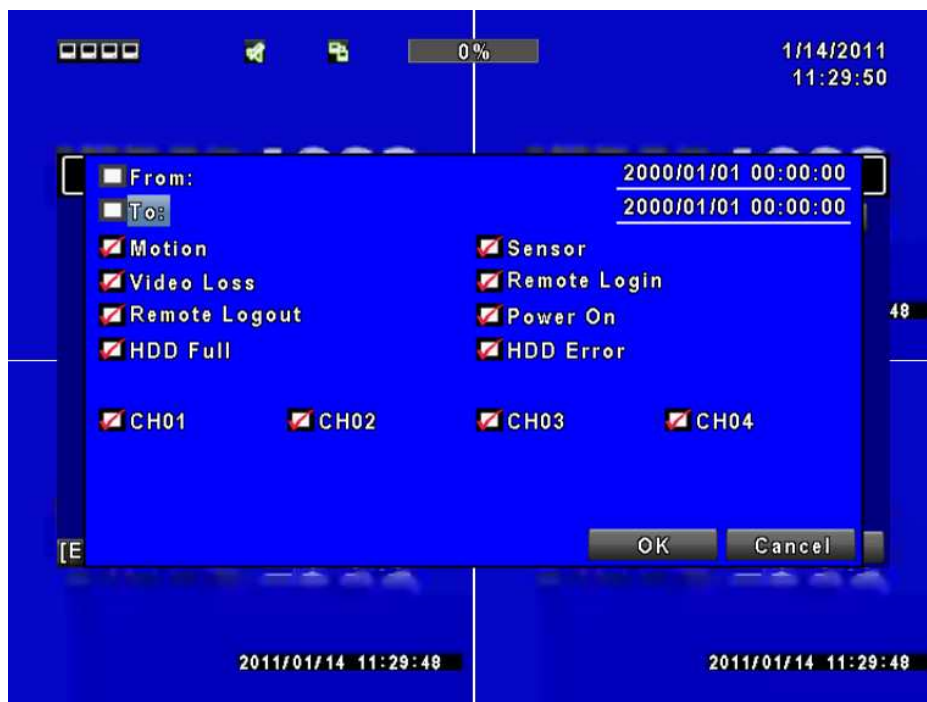 0%
1/14/2011
11:29:50
From: 2000/01/01 00:00:00
To: 2000/01/01 00:00:00
Motion Sensor
Video Loss Remote Login
Remote Logout Power On
48
HDD Full HDD Error
CH01 CH02 CH03 CH04
[E
OK Cancel
2011/01/14 11:29:48
2011/01/14 11:29:48